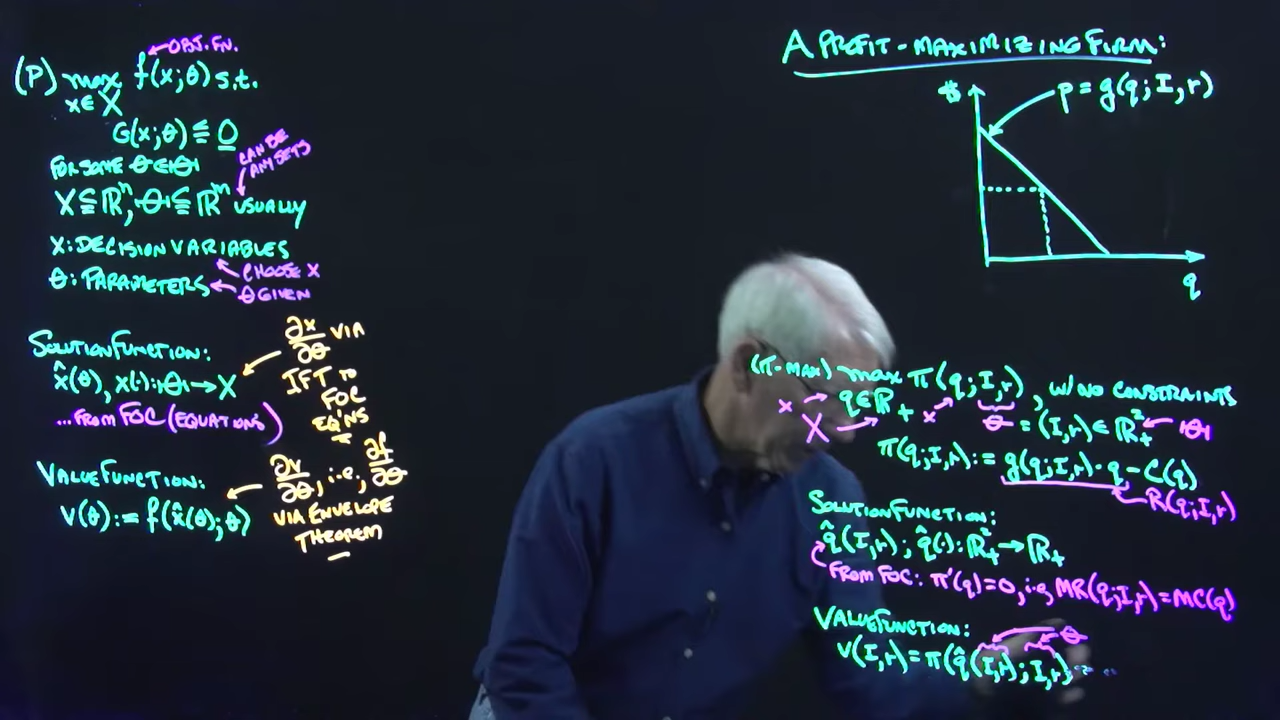 OBJ. FN.
(P) max f(x;θ) s.t.
x∈X
G(x;θ) ≦ 0
FOR SOME θ∈Θ
CAN BE
ANY SETS
X ⊆ ℝⁿ, Θ ⊆ ℝᵐ USUALLY
X: DECISION VARIABLES
θ: PARAMETERS
CHOOSE X
θ GIVEN
SOLUTION FUNCTION:
x̂(θ), x(·): Θ → X
...FROM FOC (EQUATIONS)
∂x/∂θ VIA
IFT TO
FOC
EQ'NS
VALUE FUNCTION:
v(θ) := f(x̂(θ);θ)
∂v/∂θ, i.e., ∂f/∂θ
VIA ENVELOPE
THEOREM
A PROFIT-MAXIMIZING FIRM:
$
p = g(q;I,r)
q
(π-MAX) max π(q;I,r), W/ NO CONSTRAINTS
x q∈ℝ₊ x θ = (I,r) ∈ ℝ²₊ Θ
X
π(q;I,r) := g(q;I,r)·q − C(q)
R(q;I,r)
SOLUTION FUNCTION:
q̂(I,r); q̂(·): ℝ²₊ → ℝ₊
FROM FOC: π'(q)=0, i.e., MR(q;I,r)=MC(q)
VALUE FUNCTION:
θ
v(I,r) = π(q̂(I,r);I,r)